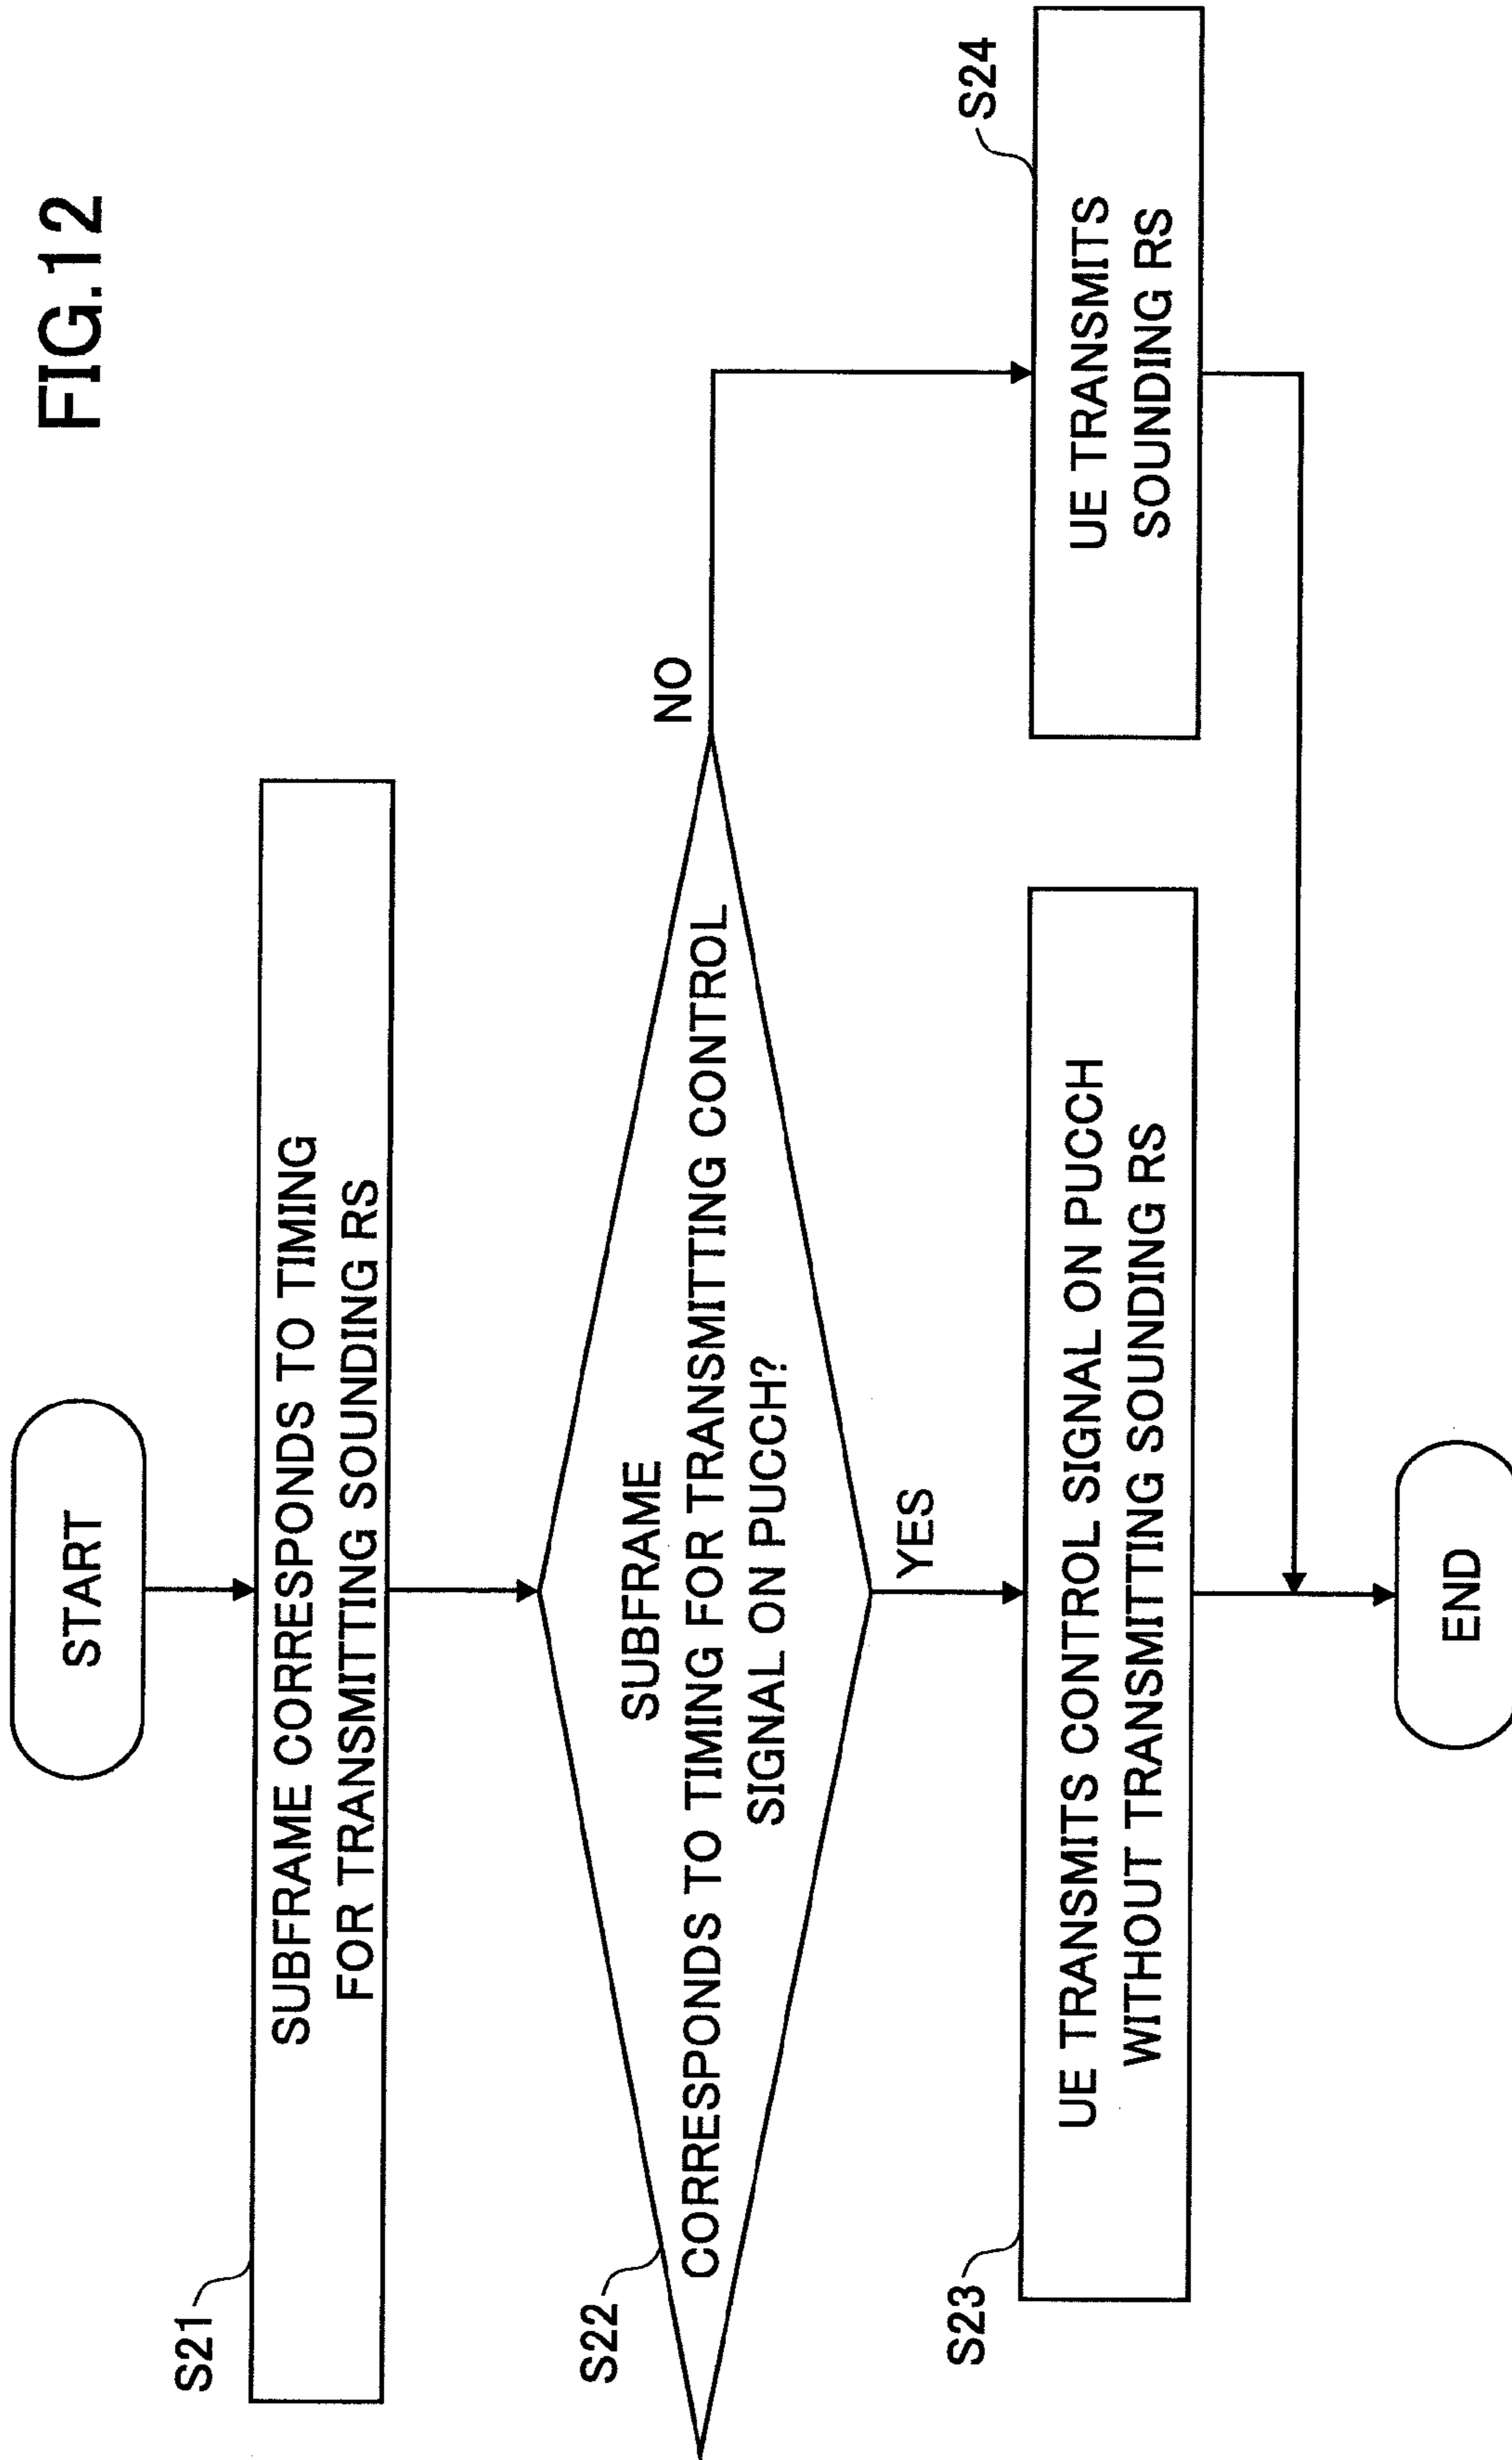 FIG.12
START
S21
SUBFRAME CORRESPONDS TO TIMING
FOR TRANSMITTING SOUNDING RS
S22
SUBFRAME
CORRESPONDS TO TIMING FOR TRANSMITTING CONTROL
SIGNAL ON PUCCH?
NO
YES
S23
UE TRANSMITS CONTROL SIGNAL ON PUCCH
WITHOUT TRANSMITTING SOUNDING RS
S24
UE TRANSMITS
SOUNDING RS
END